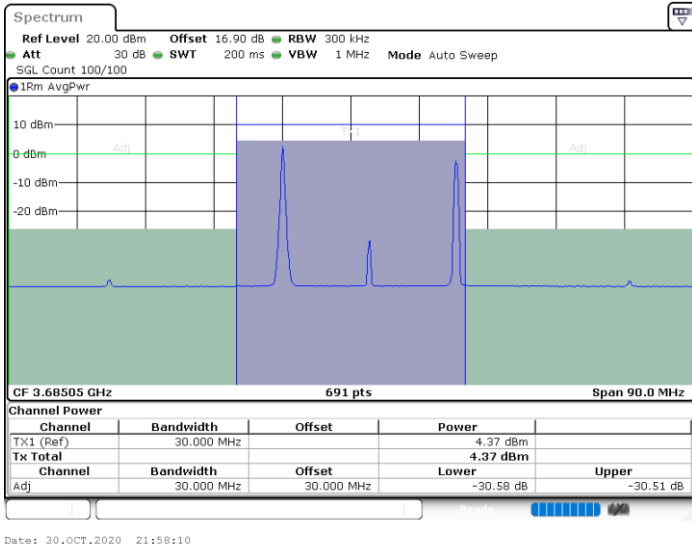 Spectrum
Ref Level 20.00 dBm Offset 16.90 dB RBW 300 kHz
Att 30 dB SWT 200 ms VBW 1 MHz Mode Auto Sweep
SGL Count 100/100
1Rm AvgPwr
TX1
10 dBm
Adj Adj
0 dBm
-10 dBm
-20 dBm
CF 3.68505 GHz 691 pts Span 90.0 MHz
Channel Power
Channel Bandwidth Offset Power
TX1 (Ref) 30.000 MHz 4.37 dBm
Tx Total 4.37 dBm
Channel Bandwidth Offset Lower Upper
Adj 30.000 MHz 30.000 MHz -30.58 dB -30.51 dB
Ready
Date: 30.OCT.2020 21:58:10